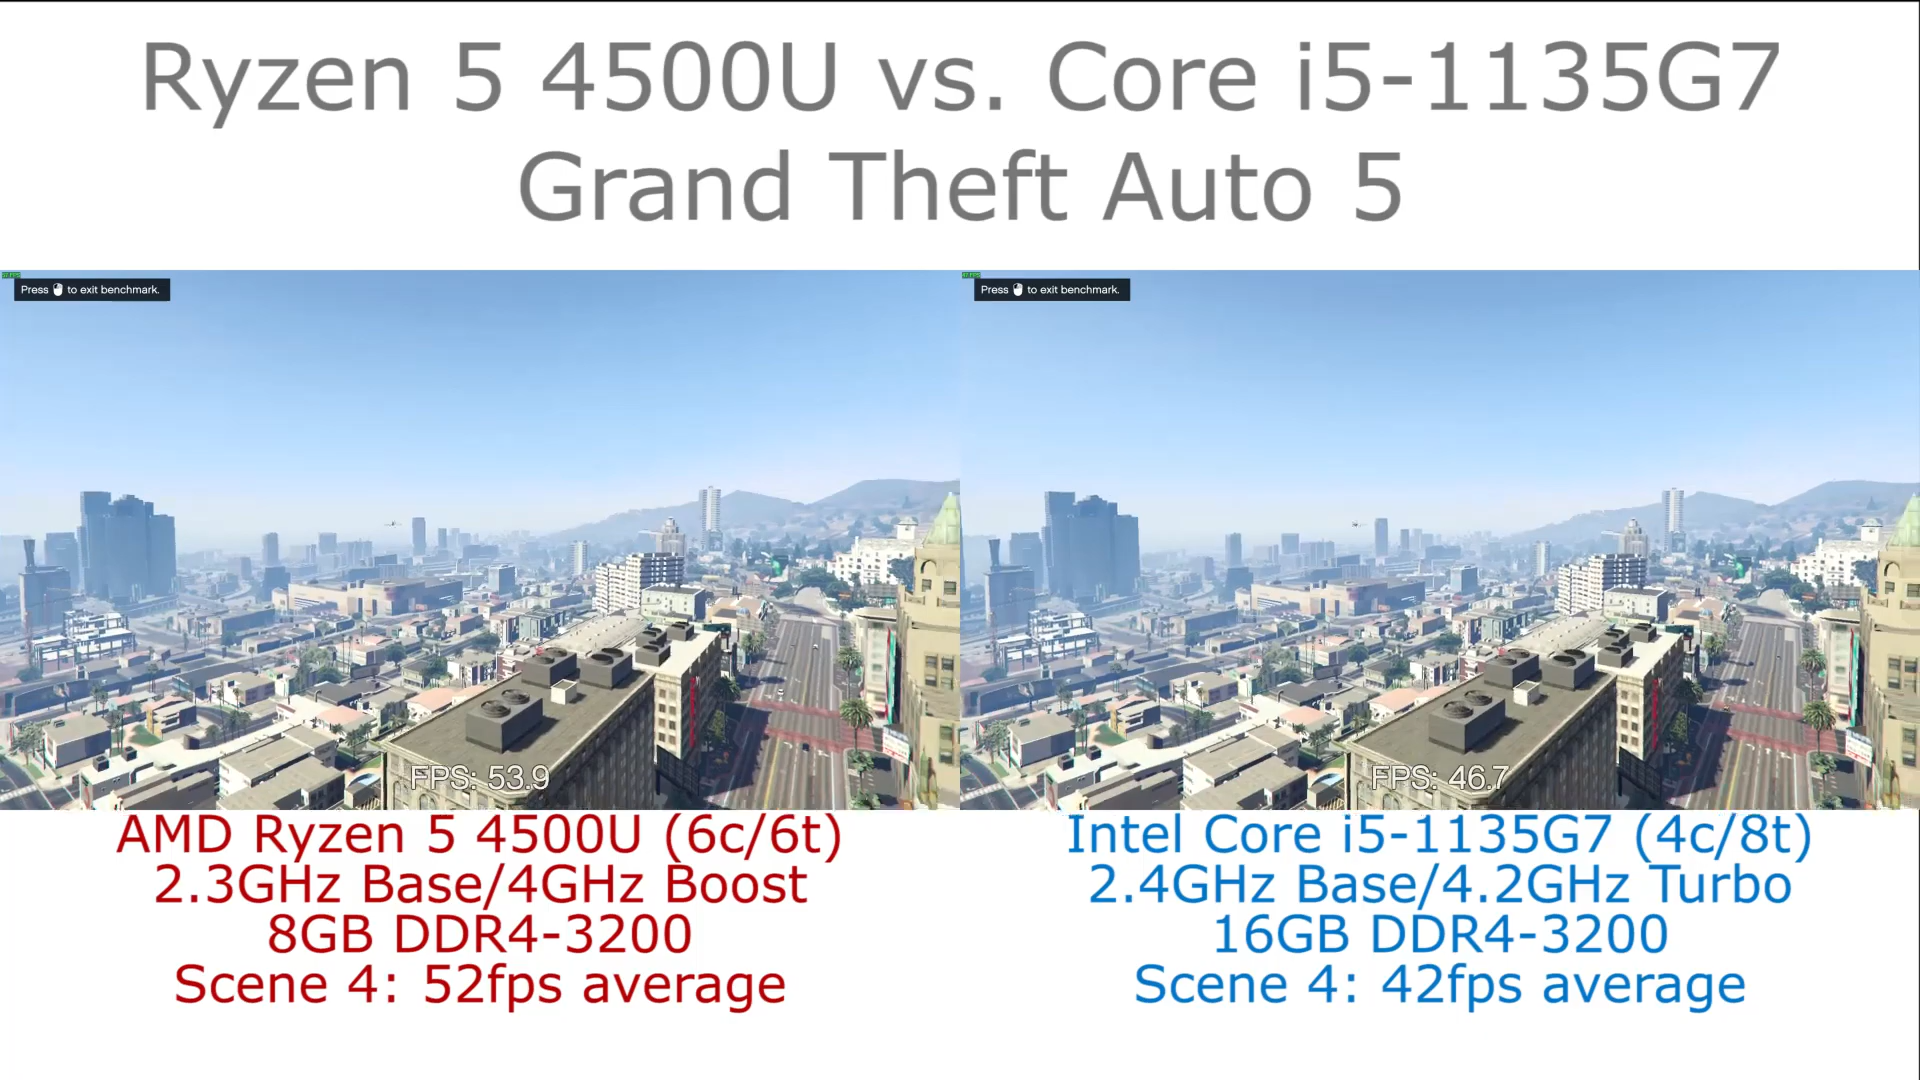 Ryzen 5 4500U vs. Core i5-1135G7
Grand Theft Auto 5
Press to exit benchmark.
Press to exit benchmark.
FPS: 53.9
FPS: 46.7
AMD Ryzen 5 4500U (6c/6t)
2.3GHz Base/4GHz Boost
8GB DDR4-3200
Scene 4: 52fps average
Intel Core i5-1135G7 (4c/8t)
2.4GHz Base/4.2GHz Turbo
16GB DDR4-3200
Scene 4: 42fps average